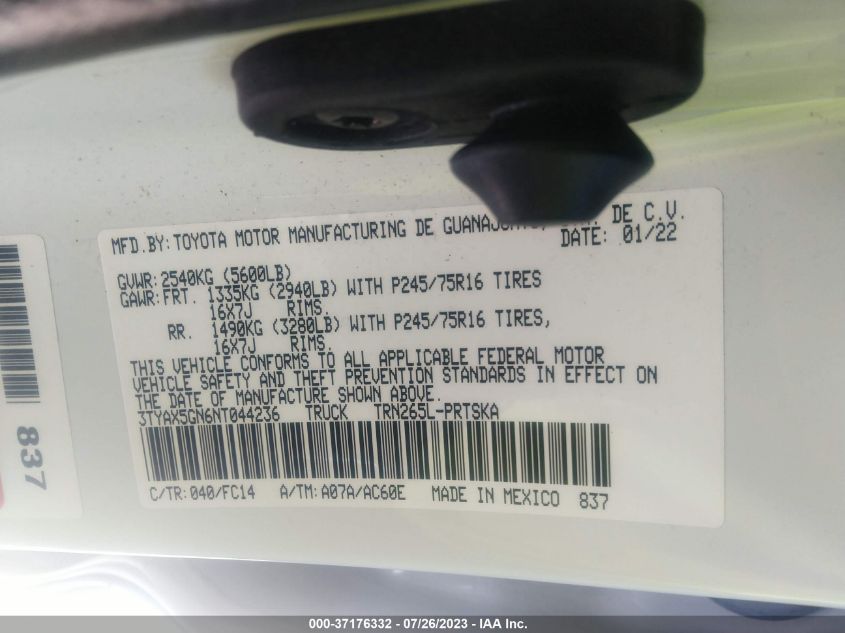 MFD.BY:TOYOTA MOTOR MANUFACTURING DE DE C.V.
DATE: 01/22
GVWR:2540KG (5600LB)
GAWR:FRT. 1335KG (2940LB) WITH P245/75R16 TIRES
16X7J RIMS.
RR. 1490KG (3280LB) WITH P245/75R16 TIRES,
16X7J RIMS.
THIS VEHICLE CONFORMS TO ALL APPLICABLE FEDERAL MOTOR
VEHICLE SAFETY AND THEFT PREVENTION STANDARDS IN EFFECT ON
THE DATE OF MANUFACTURE SHOWN ABOVE.
3TYAX5GN6NT044236 TRUCK TRN265L-PRTSKA
C/TR:040/FC14 A/TM:A07A/AC60E MADE IN MEXICO 837
837
000-37176332 - 07/26/2023 - IAA Inc.